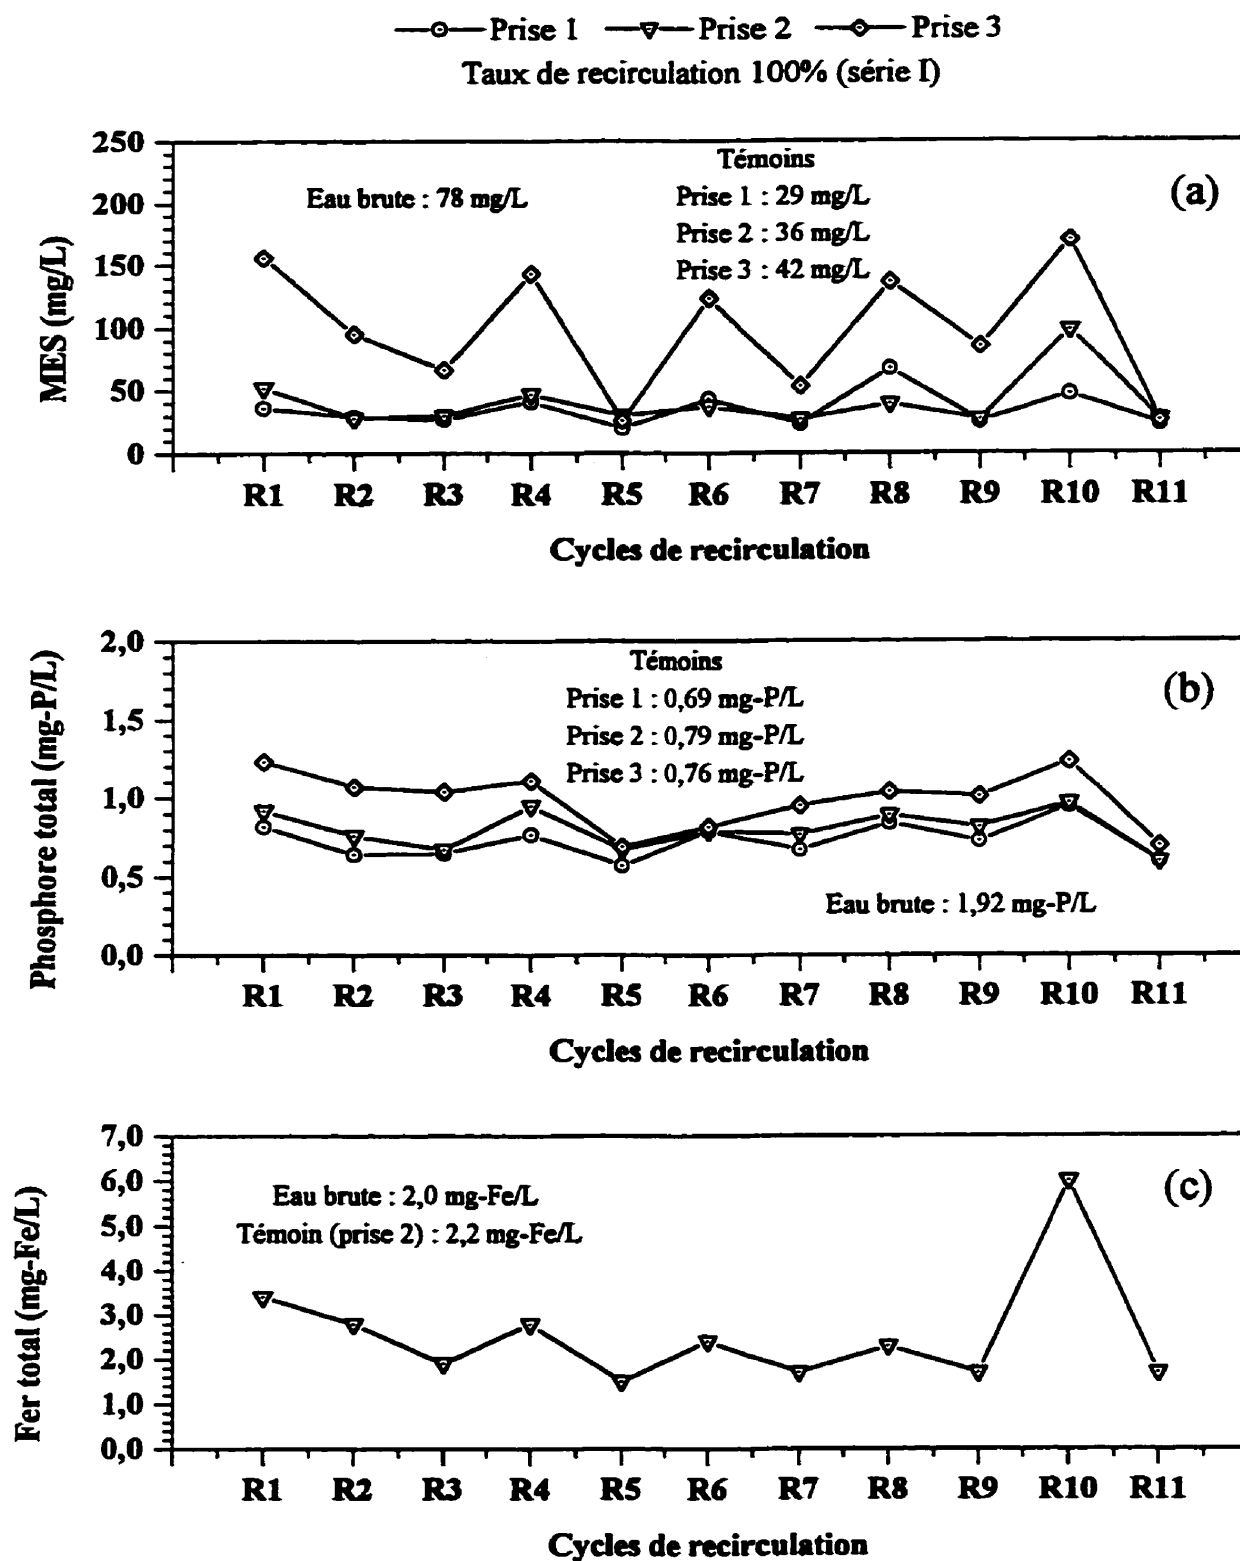 Prise 1 Prise 2 Prise 3
Taux de recirculation 100% (série I)
MES (mg/L)
250
200
150
100
50
0
Eau brute : 78 mg/L
Témoins
Prise 1 : 29 mg/L
Prise 2 : 36 mg/L
Prise 3 : 42 mg/L
(a)
R1 R2 R3 R4 R5 R6 R7 R8 R9 R10 R11
Cycles de recirculation
Phosphore total (mg-P/L)
2,0
1,5
1,0
0,5
0,0
Témoins
Prise 1 : 0,69 mg-P/L
Prise 2 : 0,79 mg-P/L
Prise 3 : 0,76 mg-P/L
(b)
Eau brute : 1,92 mg-P/L
R1 R2 R3 R4 R5 R6 R7 R8 R9 R10 R11
Cycles de recirculation
Fer total (mg-Fe/L)
7,0
6,0
5,0
4,0
3,0
2,0
1,0
0,0
Eau brute : 2,0 mg-Fe/L
Témoin (prise 2) : 2,2 mg-Fe/L
(c)
R1 R2 R3 R4 R5 R6 R7 R8 R9 R10 R11
Cycles de recirculation